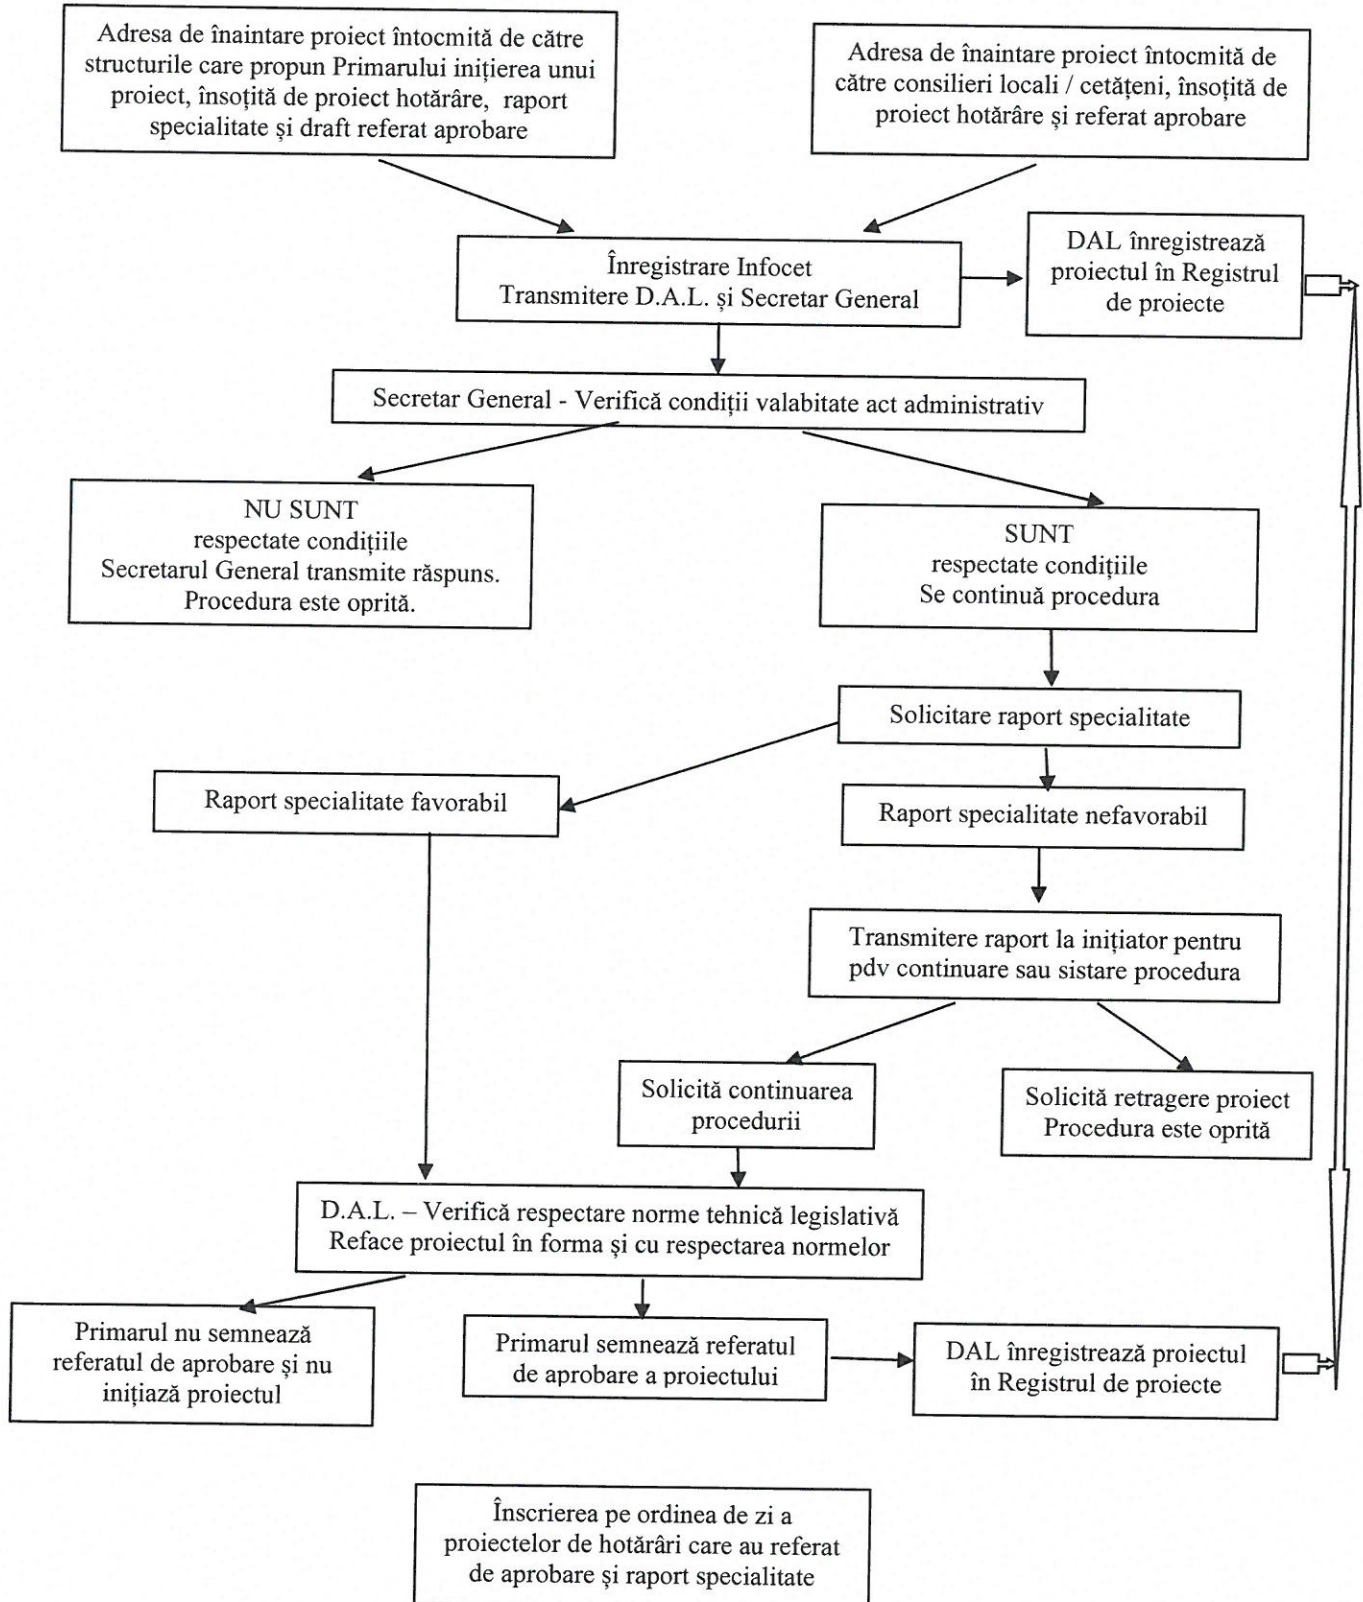 Adresa de înaintare proiect întocmită de către
structurile care propun Primarului inițierea unui
proiect, însoțită de proiect hotărâre, raport
specialitate și draft referat aprobare
Adresa de înaintare proiect întocmită de
către consilieri locali / cetățeni, însoțită de
proiect hotărâre și referat aprobare
Înregistrare Infocet
Transmitere D.A.L. și Secretar General
DAL înregistrează
proiectul în Registrul
de proiecte
Secretar General - Verifică condiții valabitate act administrativ
NU SUNT
respectate condițiile
Secretarul General transmite răspuns.
Procedura este oprită.
SUNT
respectate condițiile
Se continuă procedura
Solicitare raport specialitate
Raport specialitate favorabil
Raport specialitate nefavorabil
Transmitere raport la inițiator pentru
pdv continuare sau sistare procedura
Solicită continuarea
procedurii
Solicită retragere proiect
Procedura este oprită
D.A.L. – Verifică respectare norme tehnică legislativă
Reface proiectul în forma și cu respectarea normelor
Primarul nu semnează
referatul de aprobare și nu
inițiază proiectul
Primarul semnează referatul
de aprobare a proiectului
DAL înregistrează proiectul
în Registrul de proiecte
Înscrierea pe ordinea de zi a
proiectelor de hotărâri care au referat
de aprobare și raport specialitate